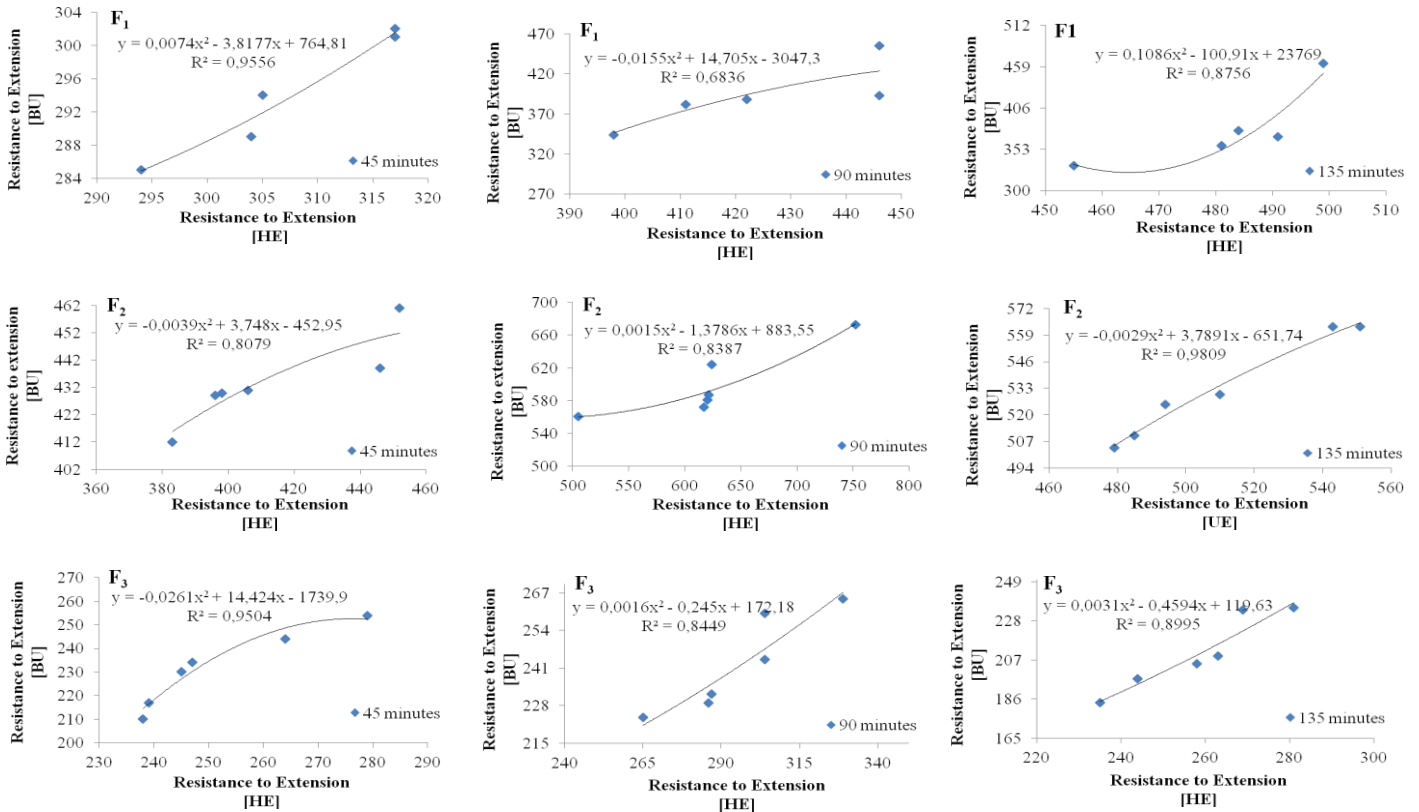 F1
y = 0,0074x² - 3,8177x + 764,81
R² = 0,9556
Resistance to Extension
[BU]
304
300
296
292
288
284
290
295
300
305
310
315
320
45 minutes
Resistance to Extension
[HE]
F1
y = -0,0155x² + 14,705x - 3047,3
R² = 0,6836
Resistance to Extension
[BU]
470
420
370
320
270
390
400
410
420
430
440
450
90 minutes
Resistance to Extension
[HE]
F1
y = 0,1086x² - 100,91x + 23769
R² = 0,8756
Resistance to Extension
[BU]
512
459
406
353
300
450
460
470
480
490
500
510
135 minutes
Resistance to Extension
[HE]
F2
y = -0,0039x² + 3,748x - 452,95
R² = 0,8079
Resistance to extension
[BU]
462
452
442
432
422
412
402
360
380
400
420
440
460
45 minutes
Resistance to Extension
[HE]
F2
y = 0,0015x² - 1,3786x + 883,55
R² = 0,8387
Resistance to extension
[BU]
700
660
620
580
540
500
500
550
600
650
700
750
800
90 minutes
Resistance to Extension
[HE]
F2
y = -0,0029x² + 3,7891x - 651,74
R² = 0,9809
Resistance to Extension
[BU]
572
559
546
533
520
507
494
460
480
500
520
540
560
135 minutes
Resistance to Extension
[UE]
F3
y = -0,0261x² + 14,424x - 1739,9
R² = 0,9504
Resistance to Extension
[BU]
270
260
250
240
230
220
210
200
230
240
250
260
270
280
290
45 minutes
Resistance to Extension
[HE]
F3
y = 0,0016x² - 0,245x + 172,18
R² = 0,8449
Resistance to Extension
[BU]
267
254
241
228
215
240
265
290
315
340
90 minutes
Resistance to Extension
[HE]
F3
y = 0,0031x² - 0,4594x + 119,63
R² = 0,8995
Resistance to Extension
[BU]
249
228
207
186
165
220
240
260
280
300
135 minutes
Resistance to Extension
[HE]